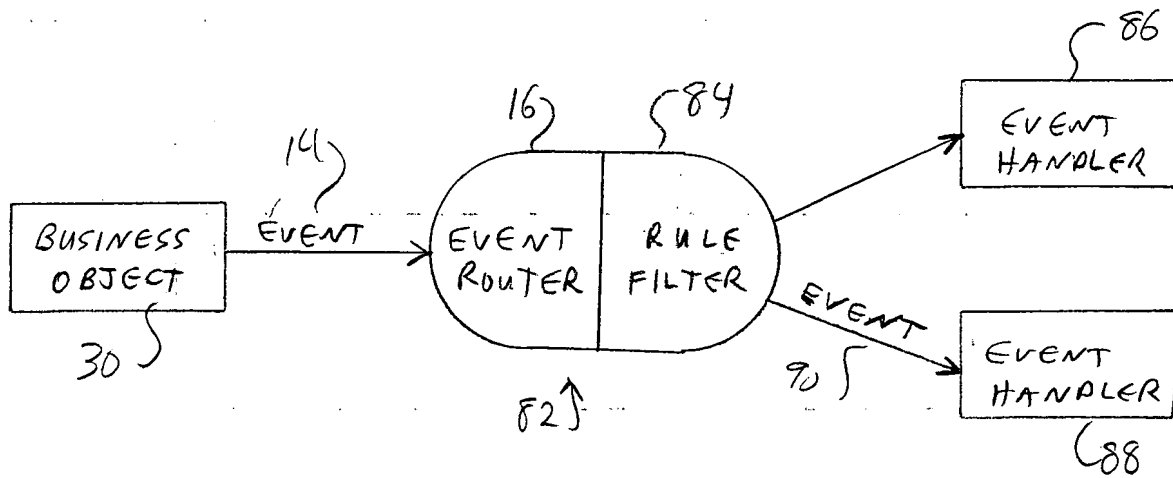 86
16
84
14
EVENT
HANDLER
BUSINESS
OBJECT
EVENT
EVENT
ROUTER
RULE
FILTER
EVENT
30
90
EVENT
HANDLER
82
88